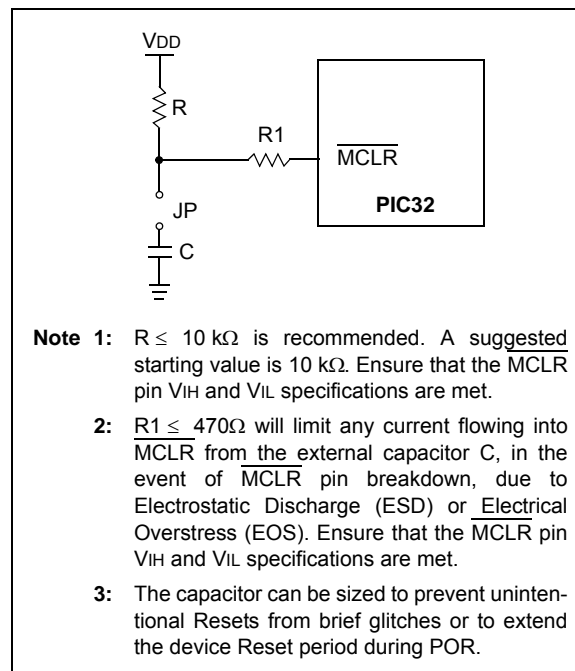 VDD
R
R1
MCLR
JP
PIC32
C
Note 1: R ≤ 10 kΩ is recommended. A suggested
starting value is 10 kΩ. Ensure that the MCLR
pin VIH and VIL specifications are met.
2: R1 ≤ 470Ω will limit any current flowing into
MCLR from the external capacitor C, in the
event of MCLR pin breakdown, due to
Electrostatic Discharge (ESD) or Electrical
Overstress (EOS). Ensure that the MCLR pin
VIH and VIL specifications are met.
3: The capacitor can be sized to prevent uninten-
tional Resets from brief glitches or to extend
the device Reset period during POR.